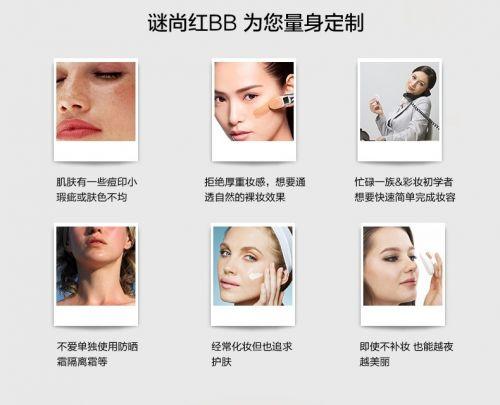 谜尚红BB 为您量身定制
肌肤有一些痘印小
瑕疵或肤色不均
拒绝厚重妆感，想要通
透自然的裸妆效果
忙碌一族&彩妆初学者
想要快速简单完成妆容
不爱单独使用防晒
霜隔离霜等
经常化妆但也追求
护肤
即使不补妆 也能越夜
越美丽